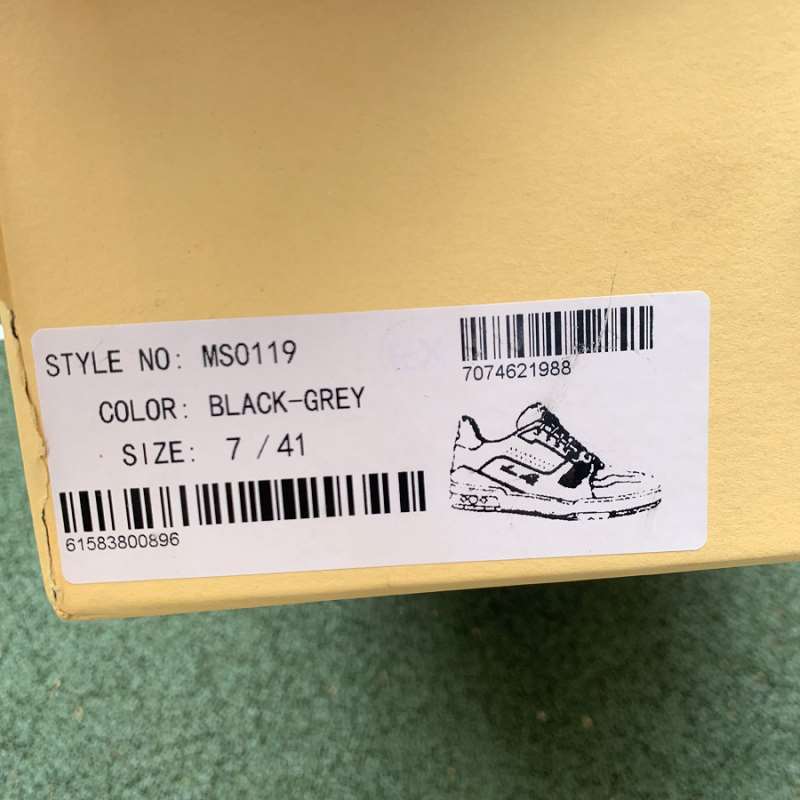 STYLE NO: MS0119
COLOR: BLACK-GREY
SIZE: 7 / 41
61583800896
7074621988